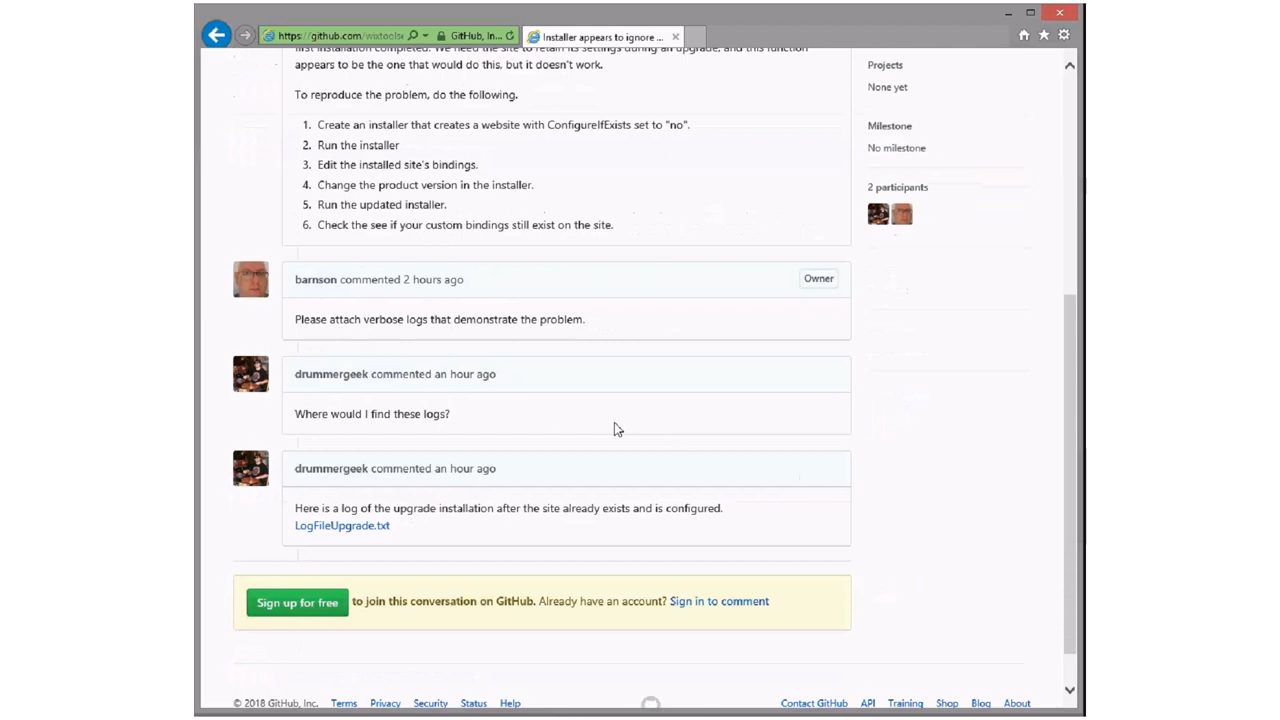 https://github.com/wixtoolse
GitHub, In...
Installer appears to ignore ...
first installation completed. We need the site to retain its settings during an upgrade, and this function
appears to be the one that would do this, but it doesn't work.
To reproduce the problem, do the following.
1. Create an installer that creates a website with ConfigureIfExists set to "no".
2. Run the installer
3. Edit the installed site's bindings.
4. Change the product version in the installer.
5. Run the updated installer.
6. Check the see if your custom bindings still exist on the site.
Projects
None yet
Milestone
No milestone
2 participants
barnson commented 2 hours ago
Owner
Please attach verbose logs that demonstrate the problem.
drummergeek commented an hour ago
Where would I find these logs?
drummergeek commented an hour ago
Here is a log of the upgrade installation after the site already exists and is configured.
LogFileUpgrade.txt
Sign up for free to join this conversation on GitHub. Already have an account? Sign in to comment
© 2018 GitHub, Inc. Terms Privacy Security Status Help
Contact GitHub API Training Shop Blog About